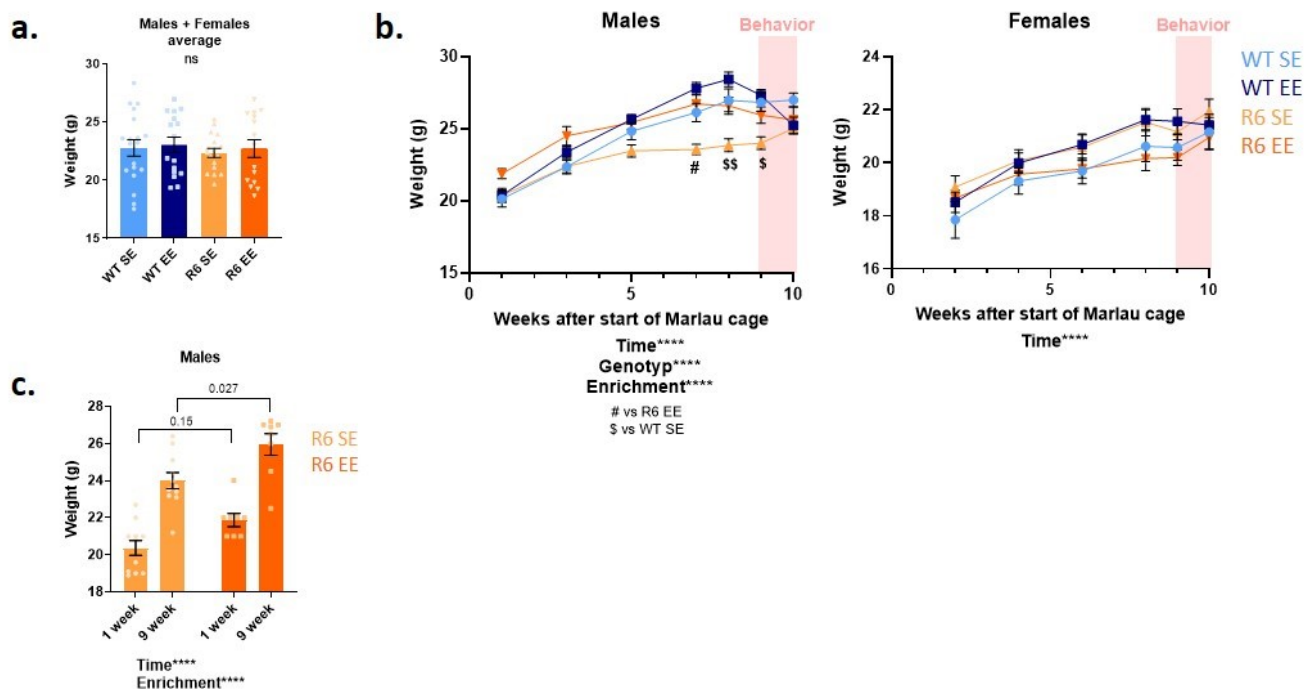 a.
Males + Females
average
ns
30
25
20
15
Weight (g)
WT SE
WT EE
R6 SE
R6 EE
b.
Males
Behavior
30
25
20
15
Weight (g)
#
$$
$
0
5
10
Weeks after start of Marlau cage
Time****
Genotyp****
Enrichment****
# vs R6 EE
$ vs WT SE
Females
Behavior
24
22
20
18
16
Weight (g)
0
5
10
Weeks after start of Marlau cage
Time****
WT SE
WT EE
R6 SE
R6 EE
c.
Males
0.027
0.15
28
26
24
22
20
18
Weight (g)
1 week
9 week
1 week
9 week
R6 SE
R6 EE
Time****
Enrichment****